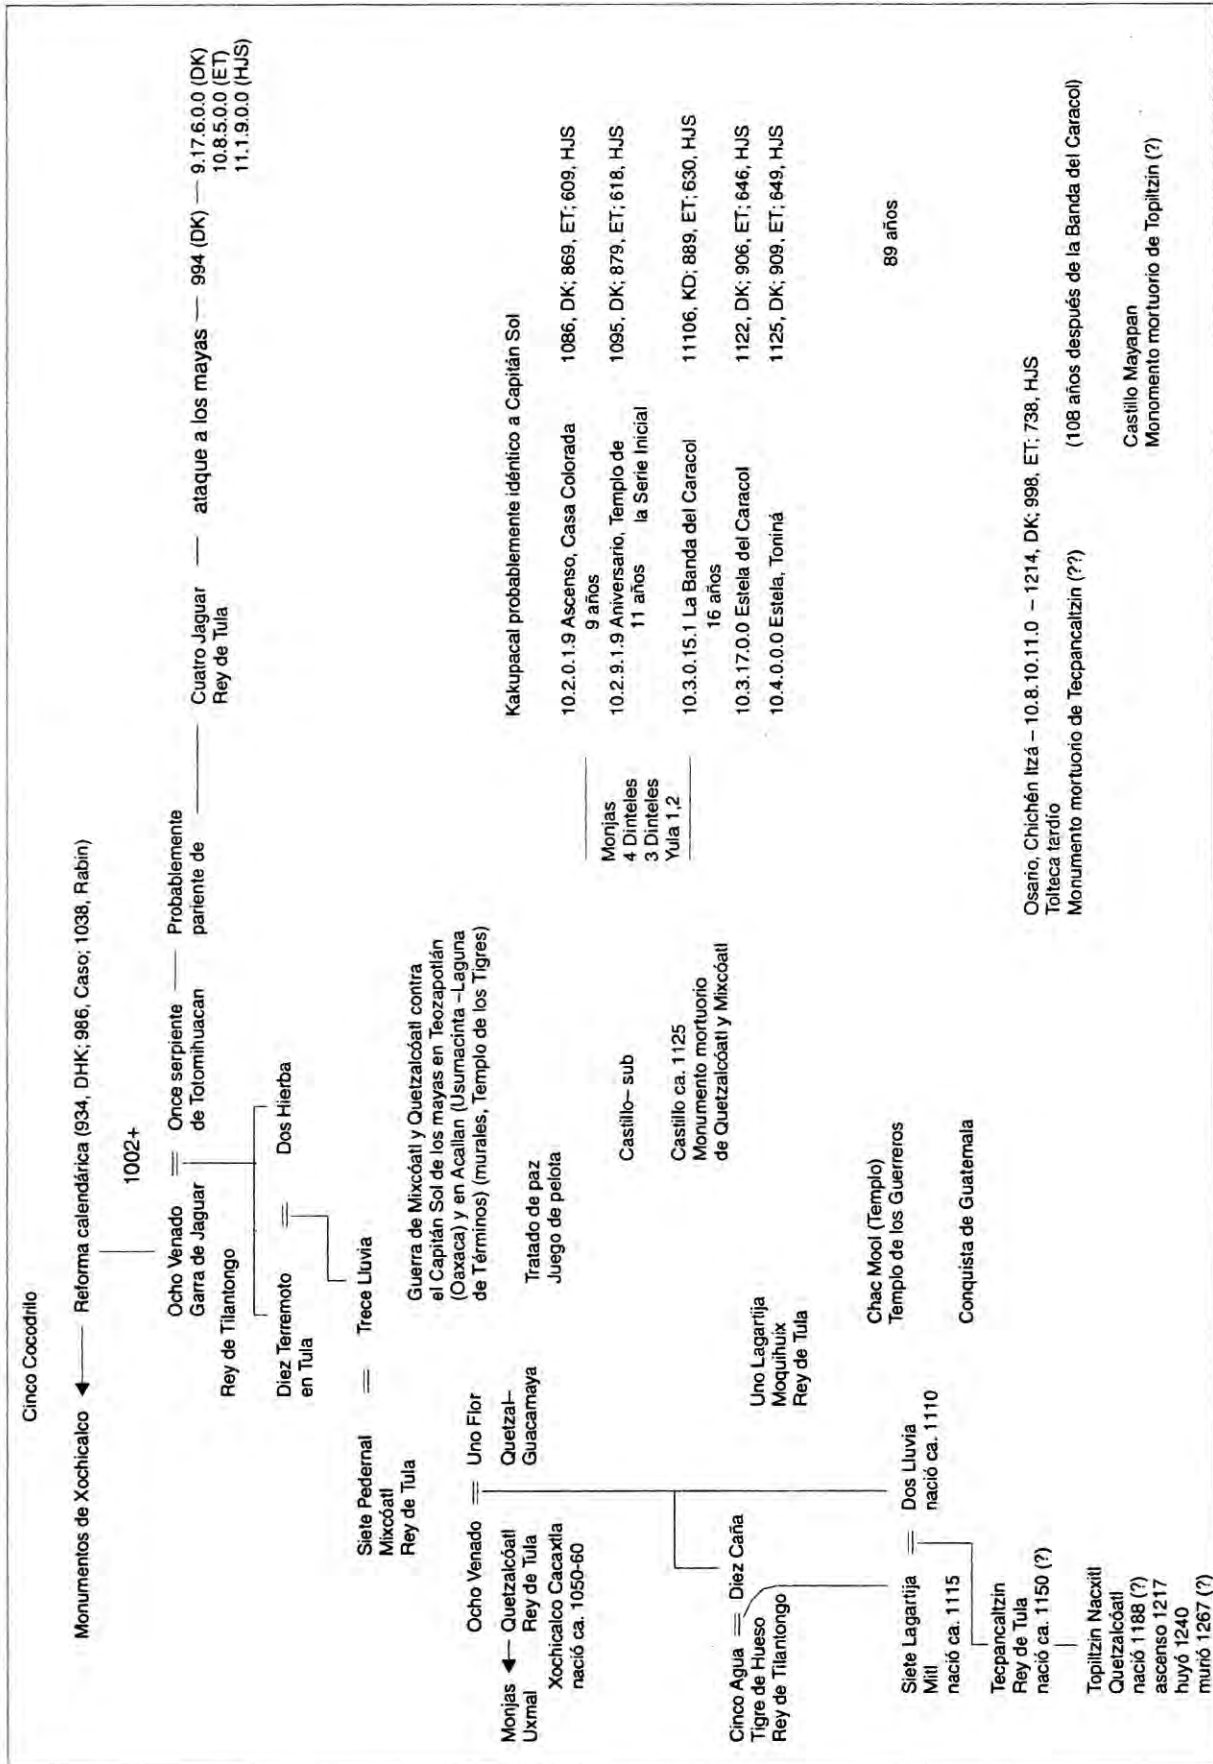 Cinco Cocodrilo
Monumentos de Xochicalco ◄— Reforma calendárica (934, DHK; 986, Caso; 1038, Rabin)
1002+
Ocho Venado
Garra de Jaguar
Rey de Tilantongo
Once serpiente
de Totomihuacan
Probablemente
pariente de
Cuatro Jaguar
Rey de Tula
ataque a los mayas — 994 (DK) — 9.17.6.0.0 (DK)
10.8.5.0.0 (ET)
11.1.9.0.0 (HJS)
Diez Terremoto
en Tula
Dos Hierba
Siete Pedernal
Mixcóatl
Rey de Tula
Trece Lluvia
Guerra de Mixcóatl y Quetzalcóatl contra
el Capitán Sol de los mayas en Teozapotlán
(Oaxaca) y en Acallan (Usumacinta –Laguna
de Términos) (murales, Templo de los Tigres)
Ocho Venado
Uno Flor
Monjas ◄— Quetzalcóatl
Uxmal
Rey de Tula
Xochicalco Cacaxtla
nació ca. 1050-60
Quetzal–
Guacamaya
Tratado de paz
Juego de pelota
Kakupacal probablemente idéntico a Capitán Sol
Monjas
4 Dinteles
3 Dinteles
Yula 1,2
10.2.0.1.9 Ascenso, Casa Colorada
9 años
1086, DK; 869, ET; 609, HJS
10.2.9.1.9 Aniversario, Templo de
11 años la Serie Inicial
1095, DK; 879, ET; 618, HJS
10.3.0.15.1 La Banda del Caracol
16 años
11106, KD; 889, ET; 630, HJS
10.3.17.0.0 Estela del Caracol
1122, DK; 906, ET; 646, HJS
10.4.0.0.0 Estela, Toniná
1125, DK; 909, ET; 649, HJS
Castillo– sub
Castillo ca. 1125
Monumento mortuorio
de Quetzalcóatl y Mixcóatl
Cinco Agua
Tigre de Hueso
Rey de Tilantongo
Diez Caña
Uno Lagartija
Moquihuix
Rey de Tula
Chac Mool (Templo)
Templo de los Guerreros
89 años
Siete Lagartija
Mitl
nació ca. 1115
Dos Lluvia
nació ca. 1110
Conquista de Guatemala
Tecpancaltzin
Rey de Tula
nació ca. 1150 (?)
Osario, Chichén Itzá – 10.8.10.11.0 – 1214, DK; 998, ET; 738, HJS
Tolteca tardío
Monumento mortuorio de Tecpancaltzin (??)
(108 años después de la Banda del Caracol)
Topiltzin Nacxitl
Quetzalcóatl
nació 1188 (?)
ascenso 1217
huyó 1240
murió 1267 (?)
Castillo Mayapan
Monomento mortuorio de Topiltzin (?)